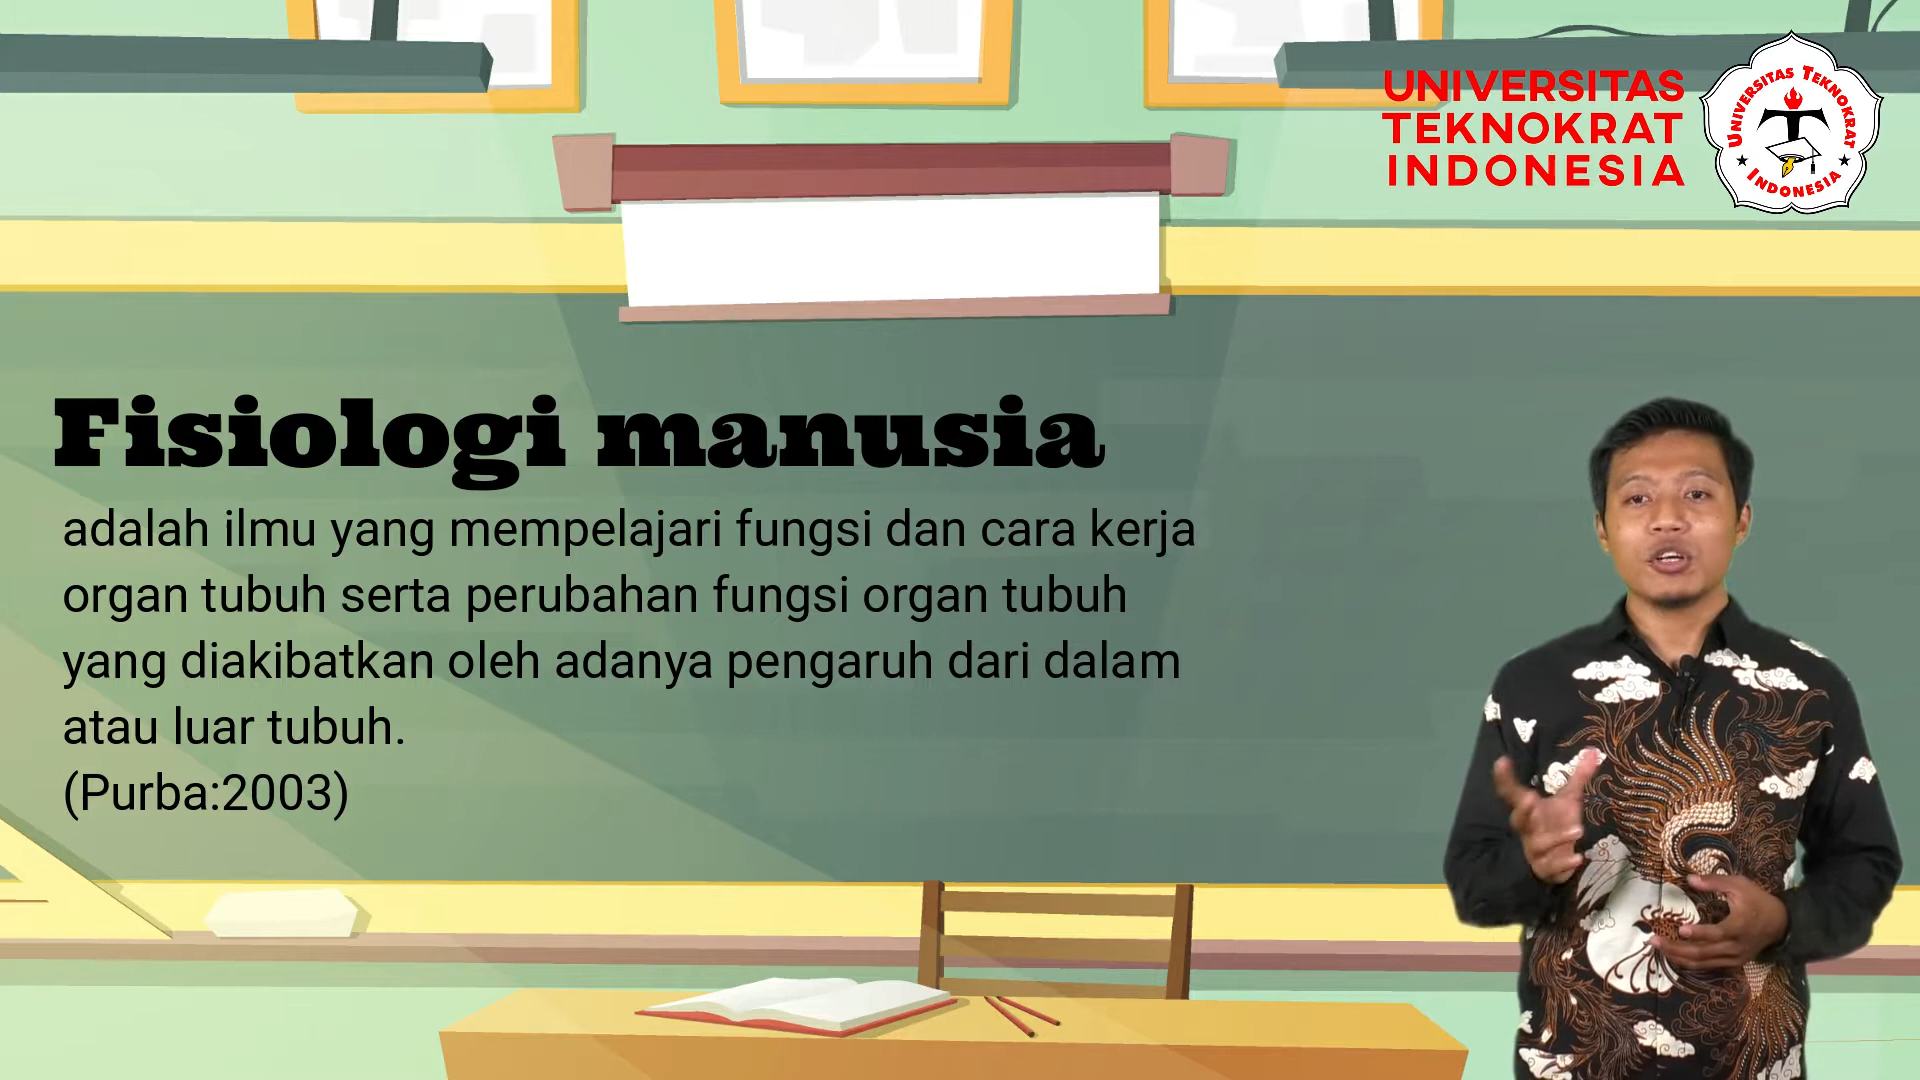 UNIVERSITAS
TEKNOKRAT
INDONESIA
UNIVERSITAS TEKNOKRAT
INDONESIA
Fisiologi manusia
adalah ilmu yang mempelajari fungsi dan cara kerja
organ tubuh serta perubahan fungsi organ tubuh
yang diakibatkan oleh adanya pengaruh dari dalam
atau luar tubuh.
(Purba:2003)